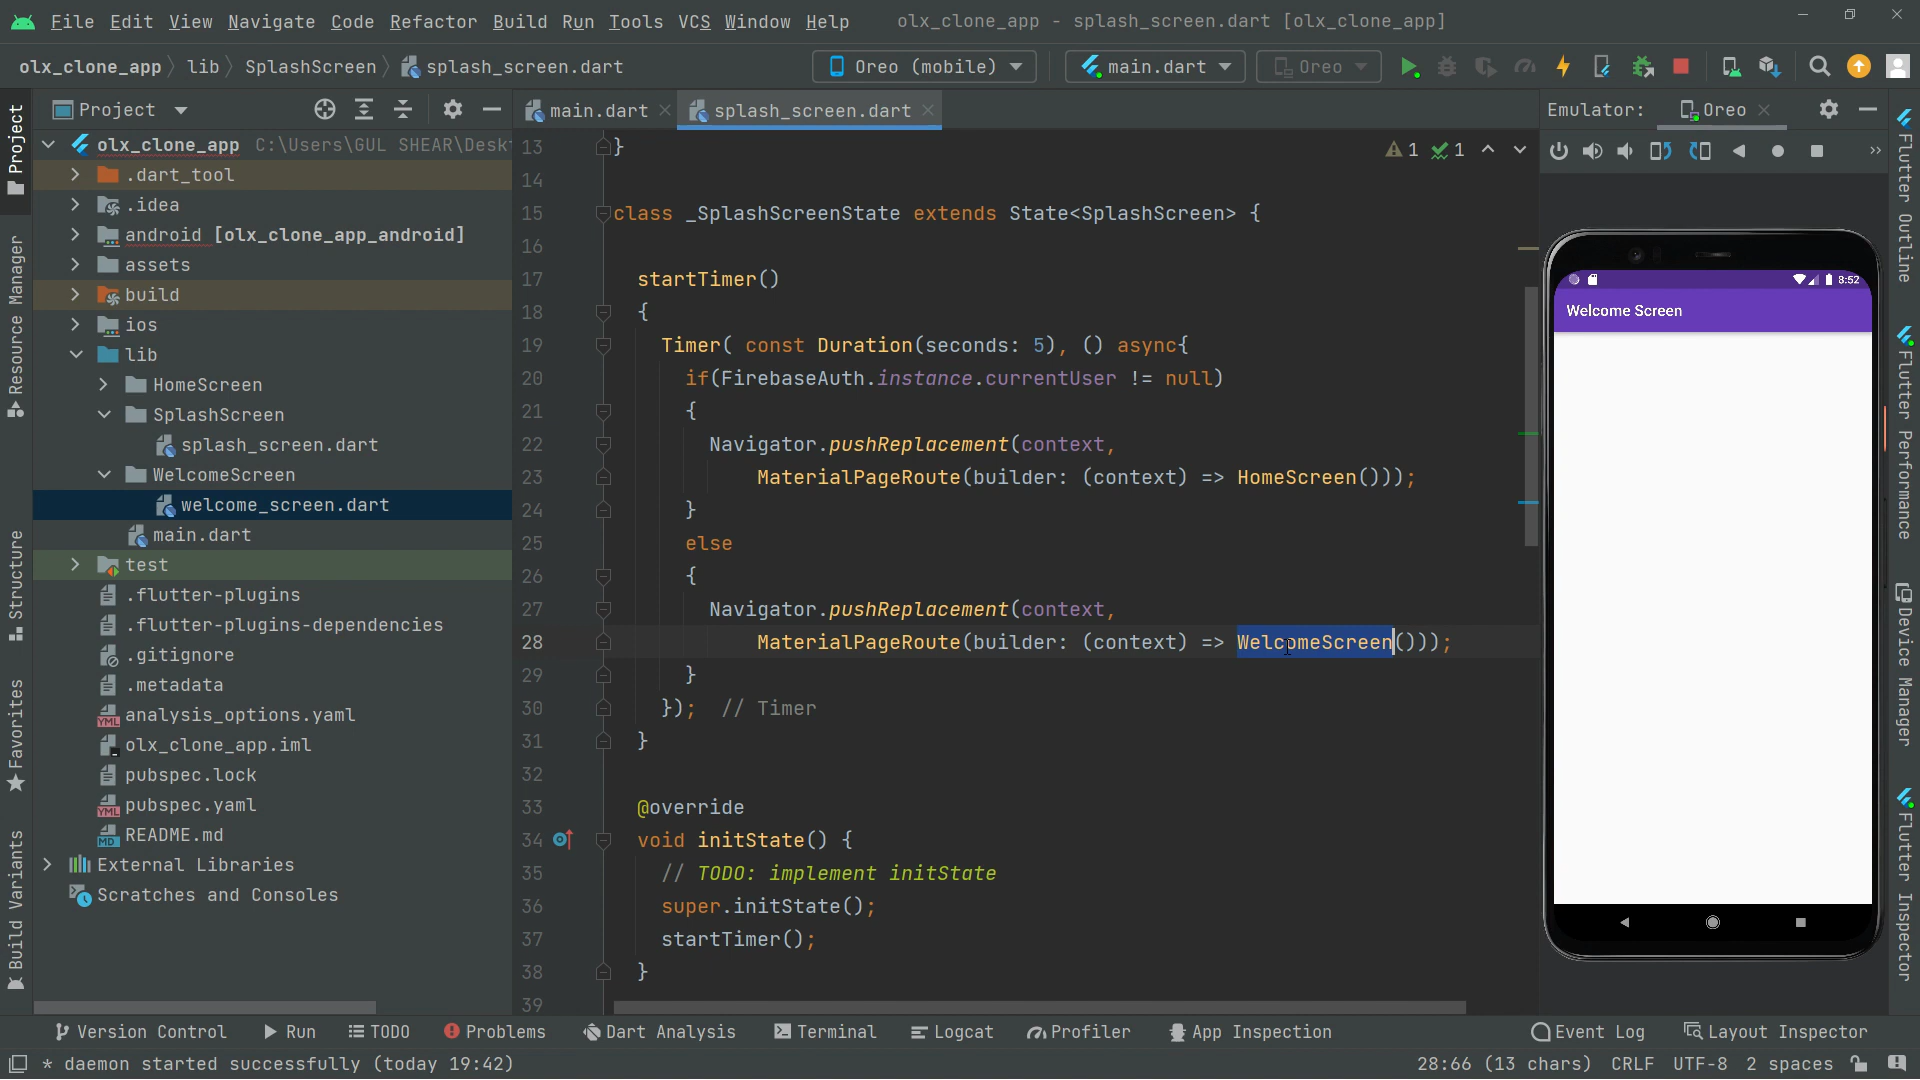 File Edit View Navigate Code Refactor Build Run Tools VCS Window Help olx_clone_app - splash_screen.dart [olx_clone_app]
olx_clone_app lib SplashScreen splash_screen.dart Oreo (mobile) main.dart Oreo
Project main.dart splash_screen.dart Emulator: Oreo
olx_clone_app C:\Users\GUL SHEAR\Deskt
.dart_tool
.idea
android [olx_clone_app_android]
assets
build
ios
lib
HomeScreen
SplashScreen
splash_screen.dart
WelcomeScreen
welcome_screen.dart
main.dart
test
.flutter-plugins
.flutter-plugins-dependencies
.gitignore
.metadata
analysis_options.yaml
olx_clone_app.iml
pubspec.lock
pubspec.yaml
README.md
External Libraries
Scratches and Consoles
Project
Resource Manager
Structure
Favorites
Build Variants
1 1
13 }
14
15 class _SplashScreenState extends State<SplashScreen> {
16
17 startTimer()
18 {
19 Timer( const Duration(seconds: 5), () async{
20 if(FirebaseAuth.instance.currentUser != null)
21 {
22 Navigator.pushReplacement(context,
23 MaterialPageRoute(builder: (context) => HomeScreen()));
24 }
25 else
26 {
27 Navigator.pushReplacement(context,
28 MaterialPageRoute(builder: (context) => WelcomeScreen()));
29 }
30 }); // Timer
31 }
32
33 @override
34 void initState() {
35 // TODO: implement initState
36 super.initState();
37 startTimer();
38 }
39
8:52
Welcome Screen
Flutter Outline
Flutter Performance
Device Manager
Flutter Inspector
Version Control Run TODO Problems Dart Analysis Terminal Logcat Profiler App Inspection Event Log Layout Inspector
* daemon started successfully (today 19:42) 28:66 (13 chars) CRLF UTF-8 2 spaces